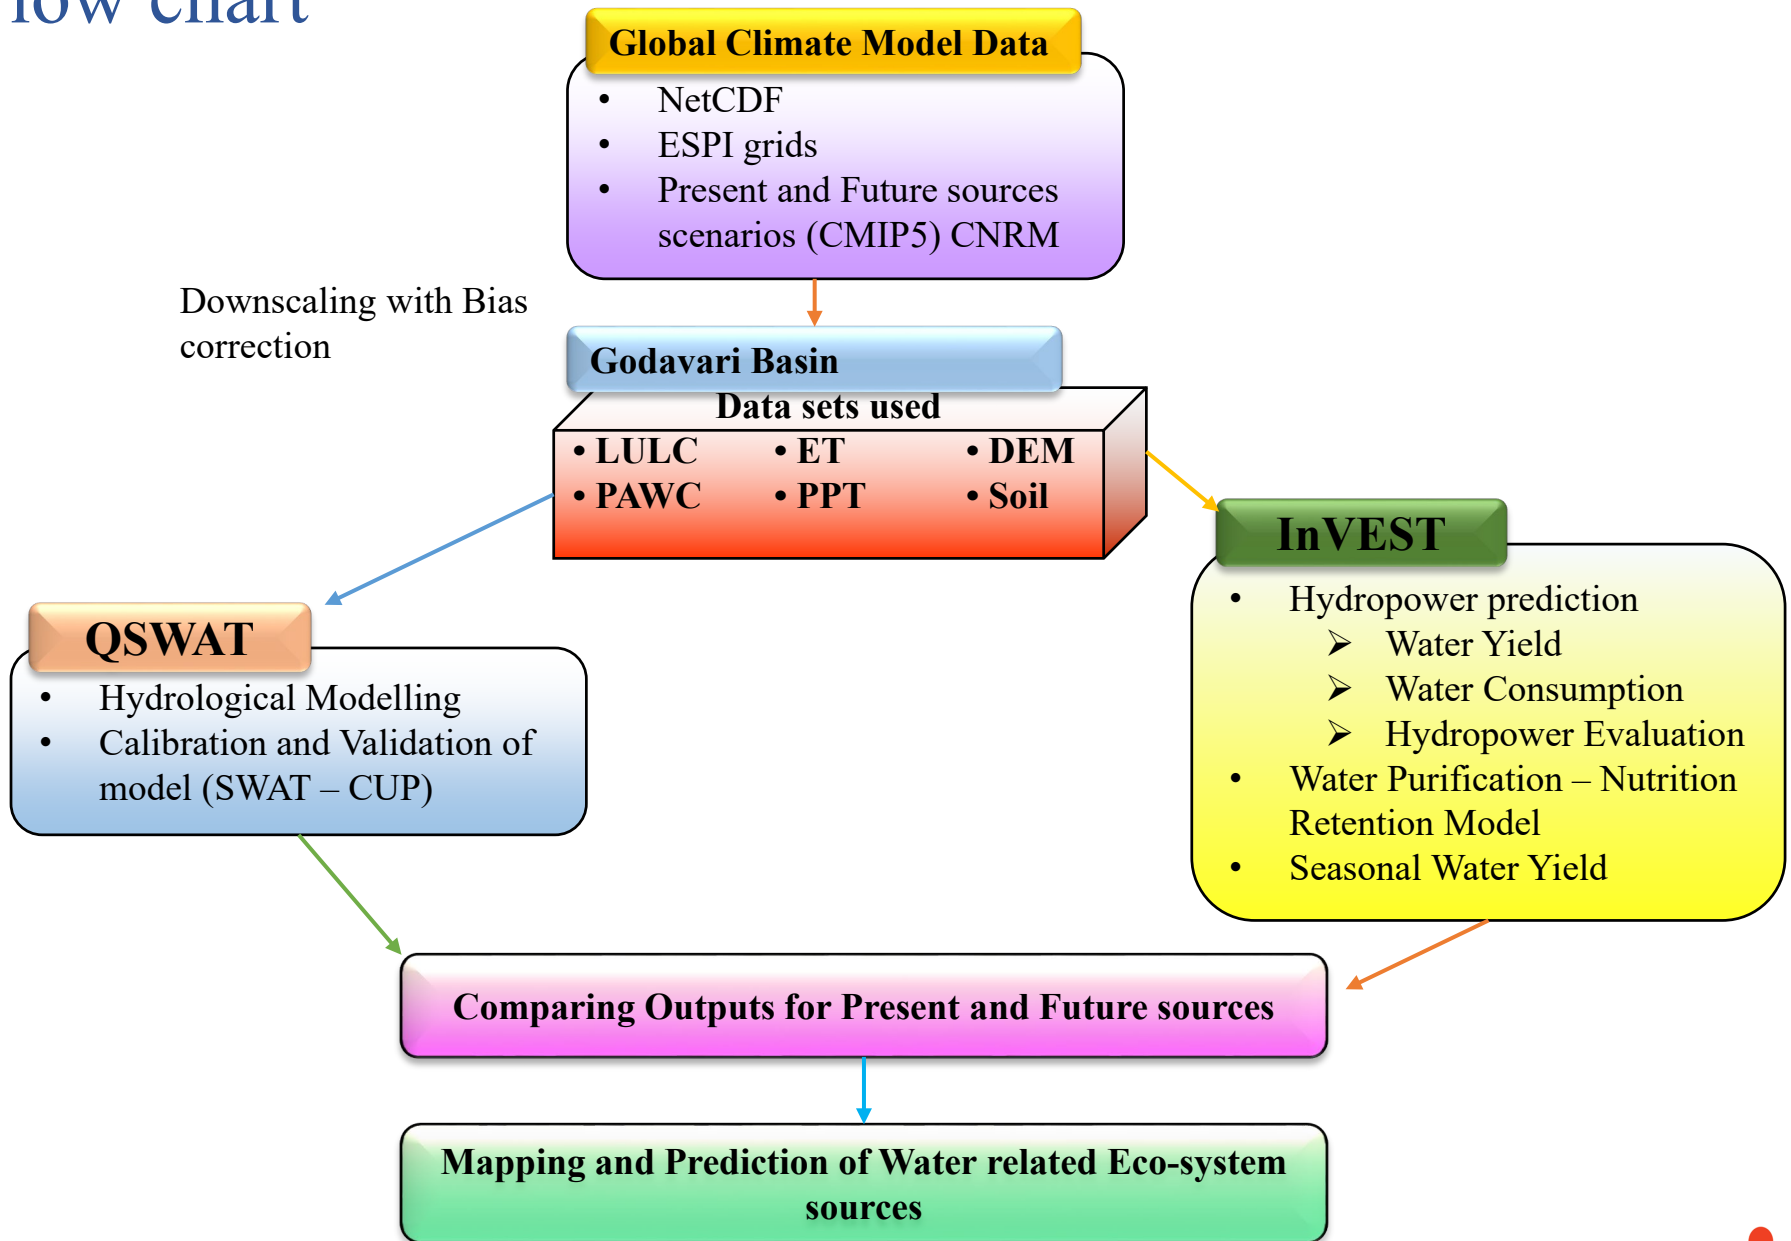 low chart
Global Climate Model Data
• NetCDF
• ESPI grids
• Present and Future sources
scenarios (CMIP5) CNRM
Downscaling with Bias
correction
Godavari Basin
Data sets used
• LULC • ET • DEM
• PAWC • PPT • Soil
InVEST
• Hydropower prediction
➢ Water Yield
➢ Water Consumption
➢ Hydropower Evaluation
• Water Purification – Nutrition
Retention Model
• Seasonal Water Yield
QSWAT
• Hydrological Modelling
• Calibration and Validation of
model (SWAT – CUP)
Comparing Outputs for Present and Future sources
Mapping and Prediction of Water related Eco-system
sources